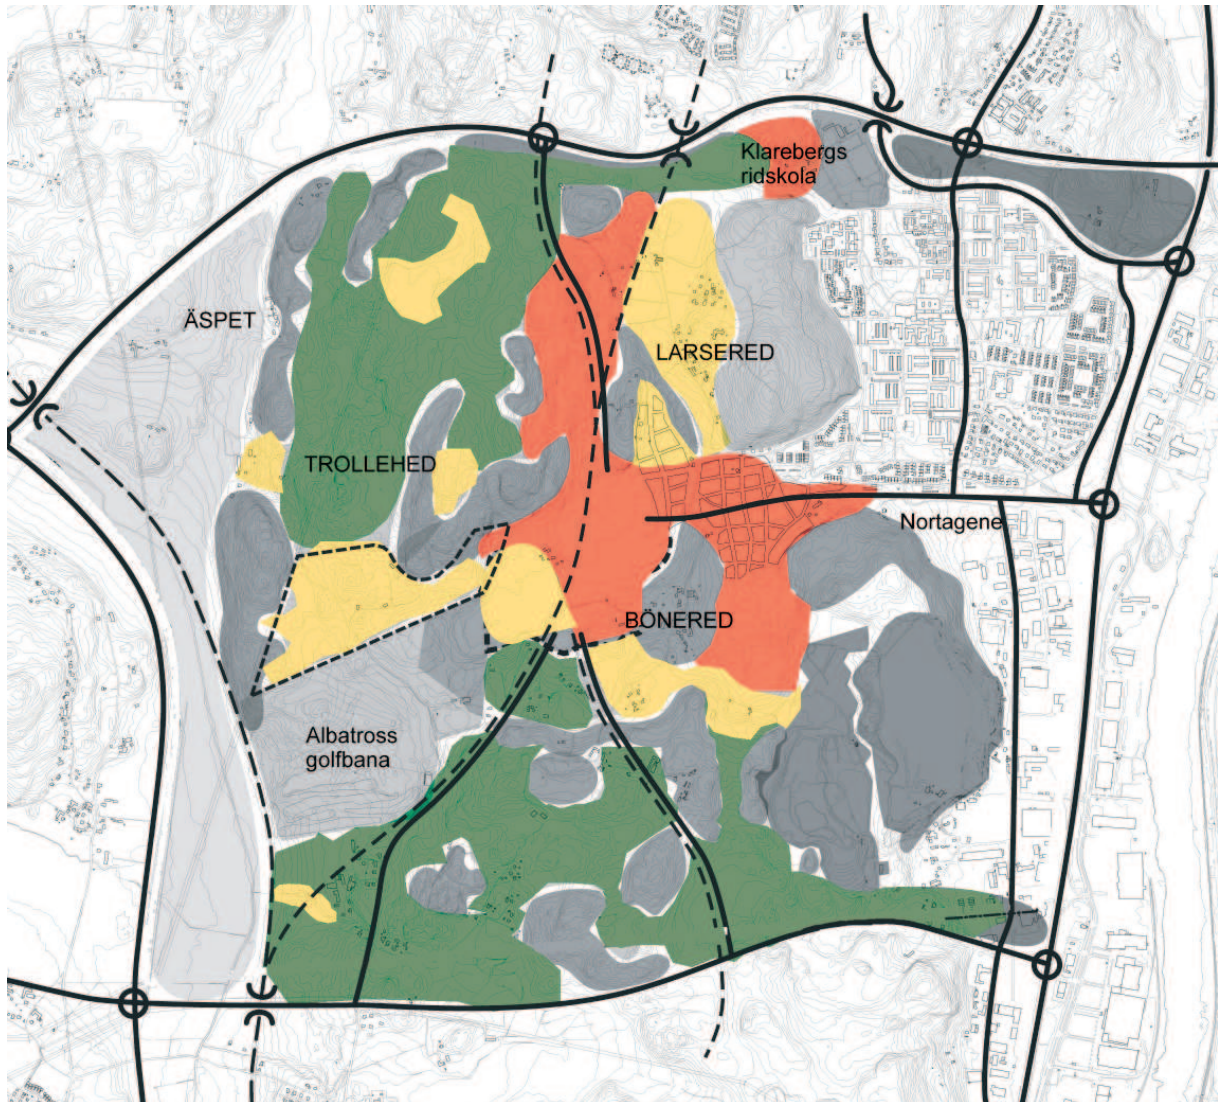 Klarebergs
ridskola
ÄSPET
LARSERED
TROLLEHED
Nortagene
BÖNERED
Albatross
golfbana